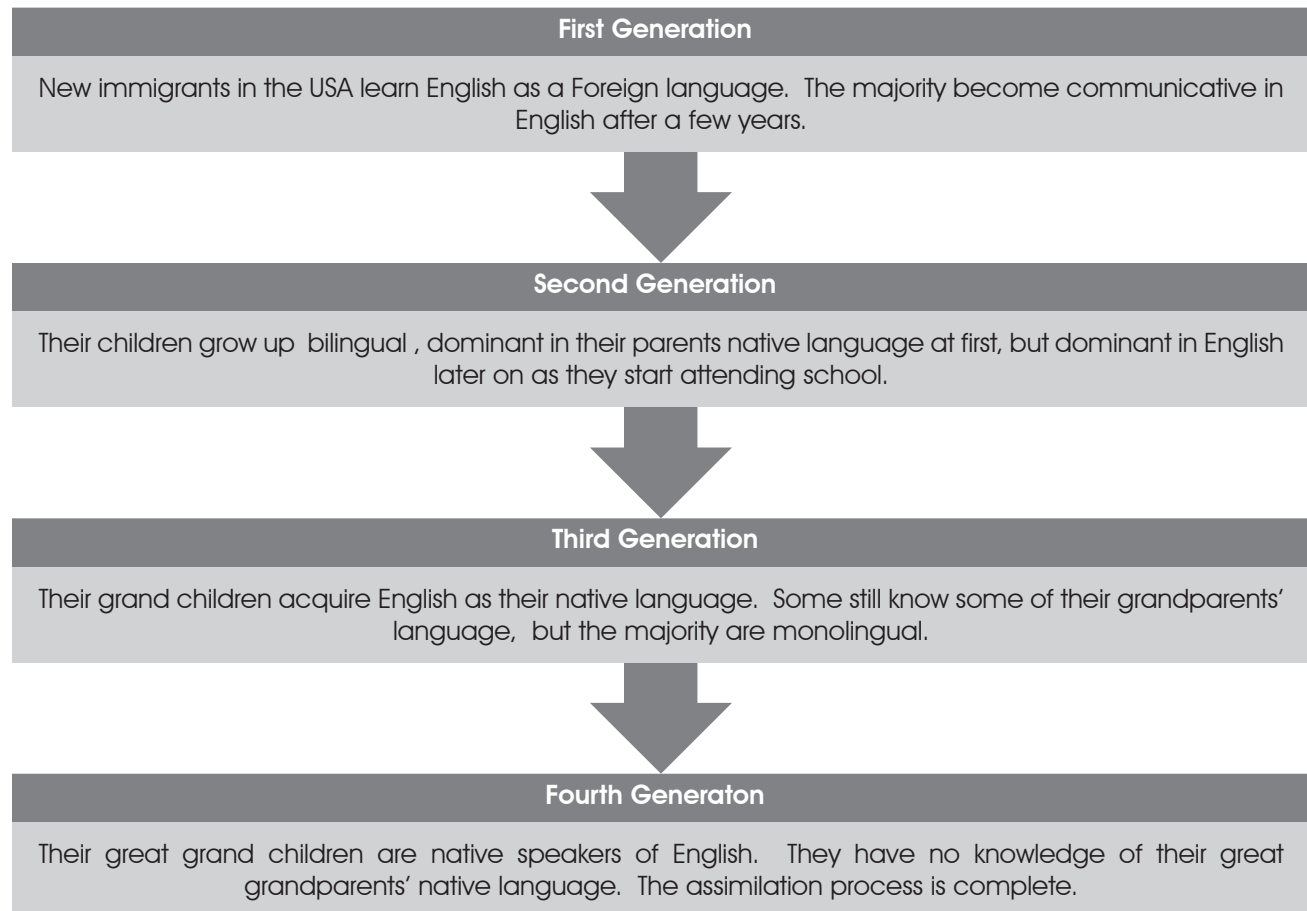 First Generation
New immigrants in the USA learn English as a Foreign language. The majority become communicative in
English after a few years.
Second Generation
Their children grow up bilingual , dominant in their parents native language at first, but dominant in English
later on as they start attending school.
Third Generation
Their grand children acquire English as their native language. Some still know some of their grandparents'
language, but the majority are monolingual.
Fourth Generaton
Their great grand children are native speakers of English. They have no knowledge of their great
grandparents' native language. The assimilation process is complete.